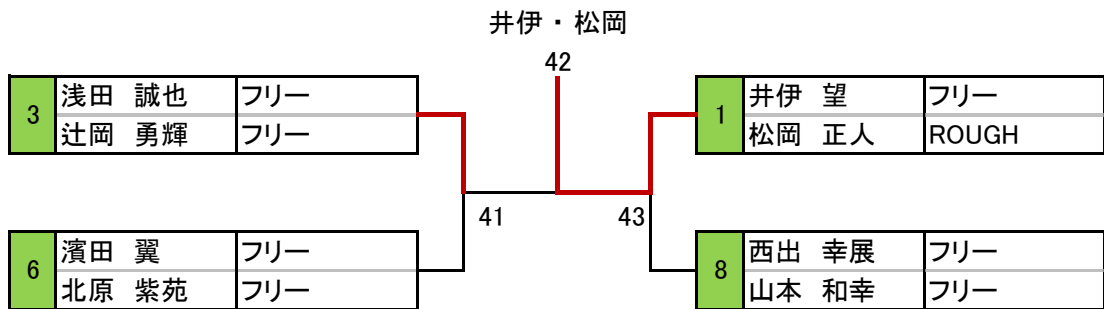 井伊・松岡
42
3 浅田 誠也 フリー
辻岡 勇輝 フリー
1 井伊 望 フリー
松岡 正人 ROUGH
41
43
6 濱田 翼 フリー
北原 紫苑 フリー
8 西出 幸展 フリー
山本 和幸 フリー